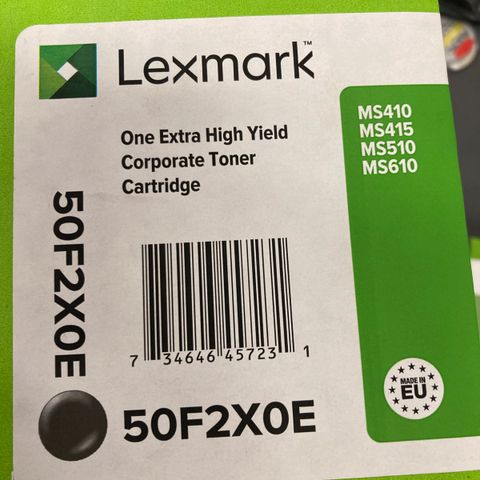 Lexmark™
One Extra High Yield
Corporate Toner
Cartridge
MS410
MS415
MS510
MS610
50F2X0E
7 34646 45723 1
50F2X0E
MADE IN
EU